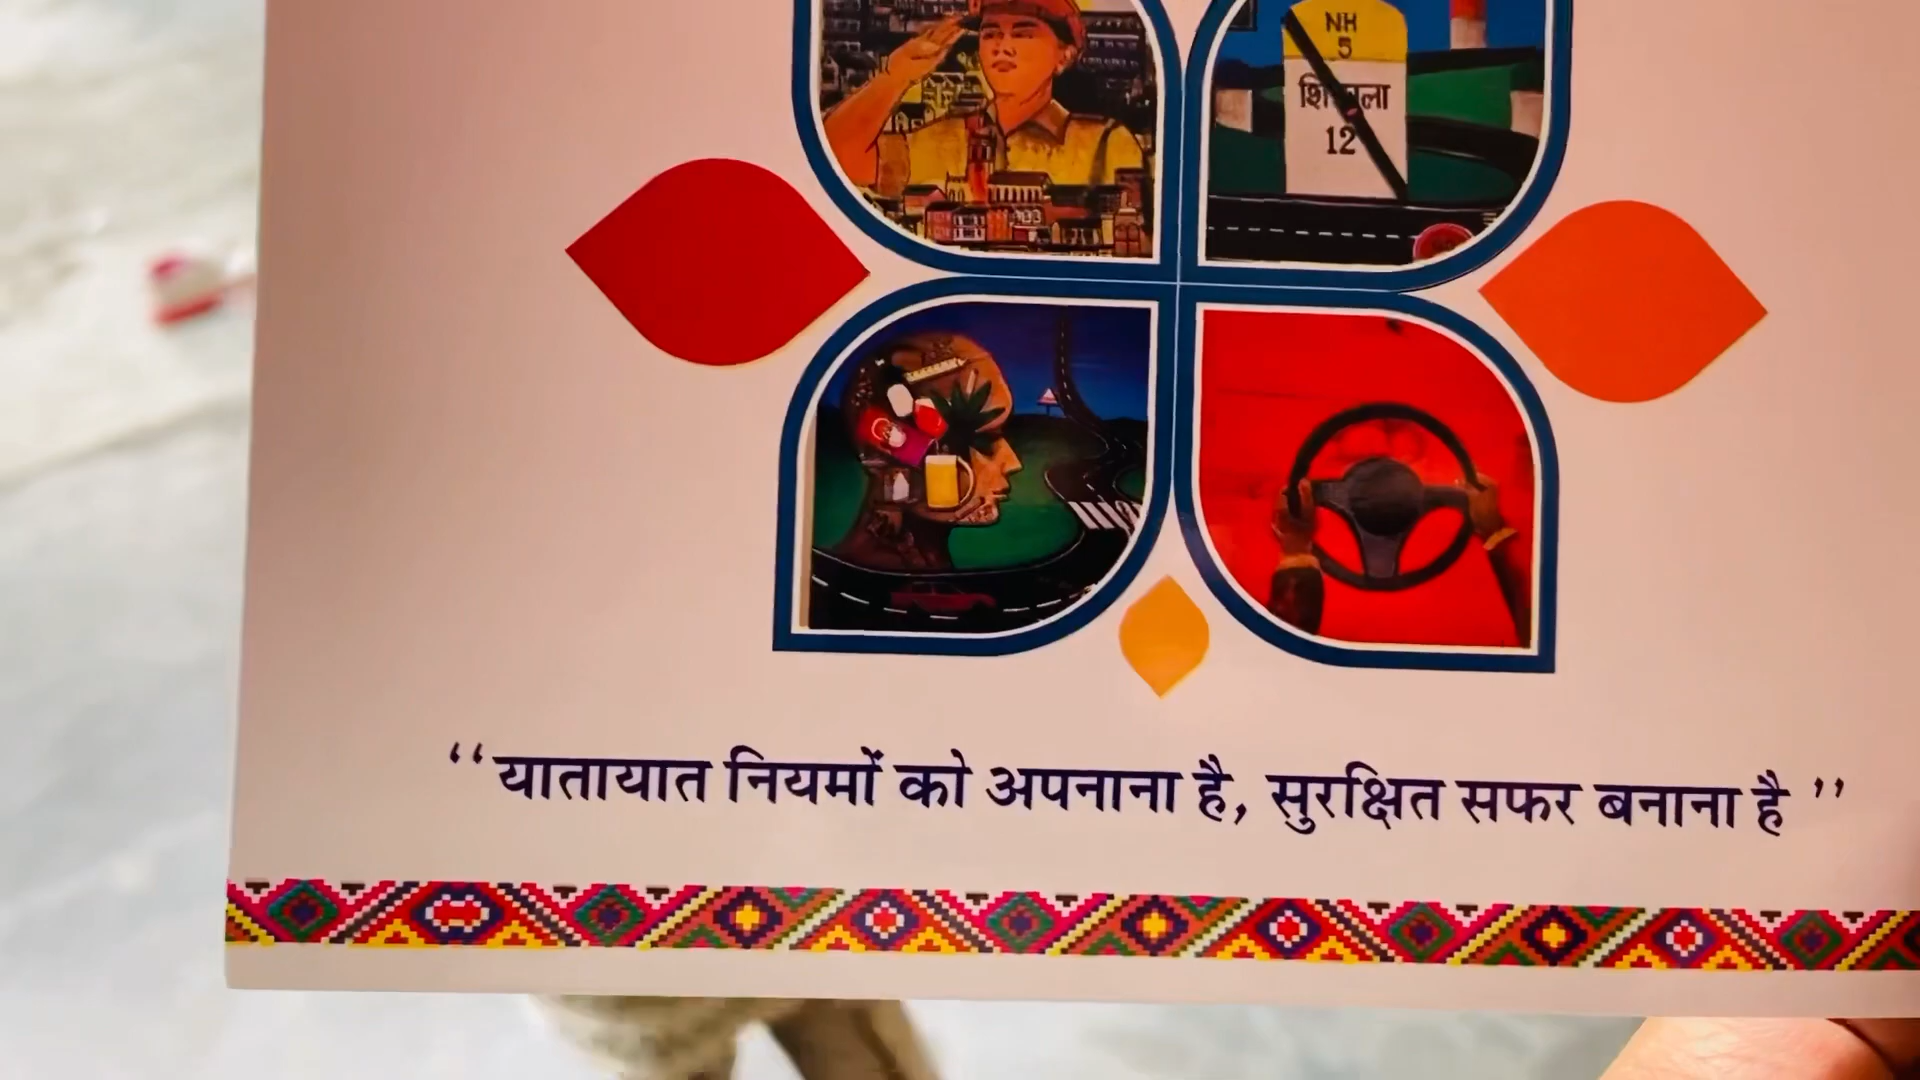 NH
5
शिमला
12
“यातायात नियमों को अपनाना है, सुरक्षित सफर बनाना है”